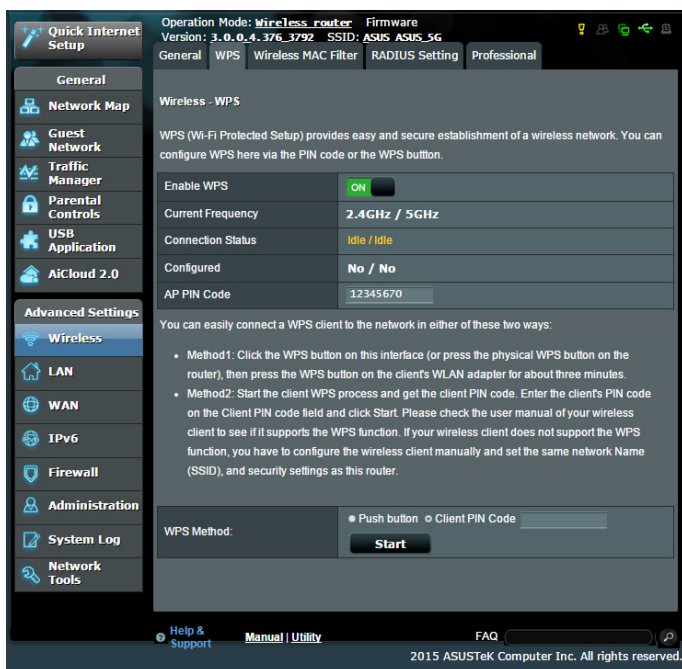 Quick Internet Setup
Operation Mode: Wireless router Firmware
Version: 3.0.0.4.376_3792 SSID: ASUS ASUS_5G
General WPS Wireless MAC Filter RADIUS Setting Professional
General
Network Map
Guest Network
Traffic Manager
Parental Controls
USB Application
AiCloud 2.0
Advanced Settings
Wireless
LAN
WAN
IPv6
Firewall
Administration
System Log
Network Tools
Wireless - WPS
WPS (Wi-Fi Protected Setup) provides easy and secure establishment of a wireless network. You can
configure WPS here via the PIN code or the WPS buttton.
Enable WPS ON
Current Frequency 2.4GHz / 5GHz
Connection Status Idle / Idle
Configured No / No
AP PIN Code 12345670
You can easily connect a WPS client to the network in either of these two ways:
• Method1: Click the WPS button on this interface (or press the physical WPS button on the
router), then press the WPS button on the client's WLAN adapter for about three minutes.
• Method2: Start the client WPS process and get the client PIN code. Enter the client's PIN code
on the Client PIN code field and click Start. Please check the user manual of your wireless
client to see if it supports the WPS function. If your wireless client does not support the WPS
function, you have to configure the wireless client manually and set the same network Name
(SSID), and security settings as this router.
WPS Method: Push button Client PIN Code
Start
Help & Support Manual | Utility FAQ
2015 ASUSTeK Computer Inc. All rights reserved.